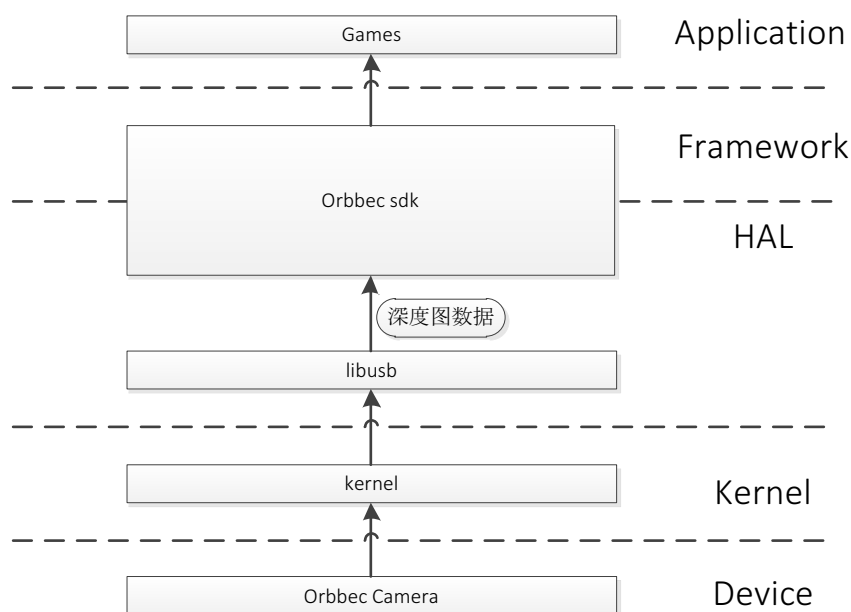 Games
Application
Framework
Orbbec sdk
HAL
深度图数据
libusb
kernel
Kernel
Orbbec Camera
Device